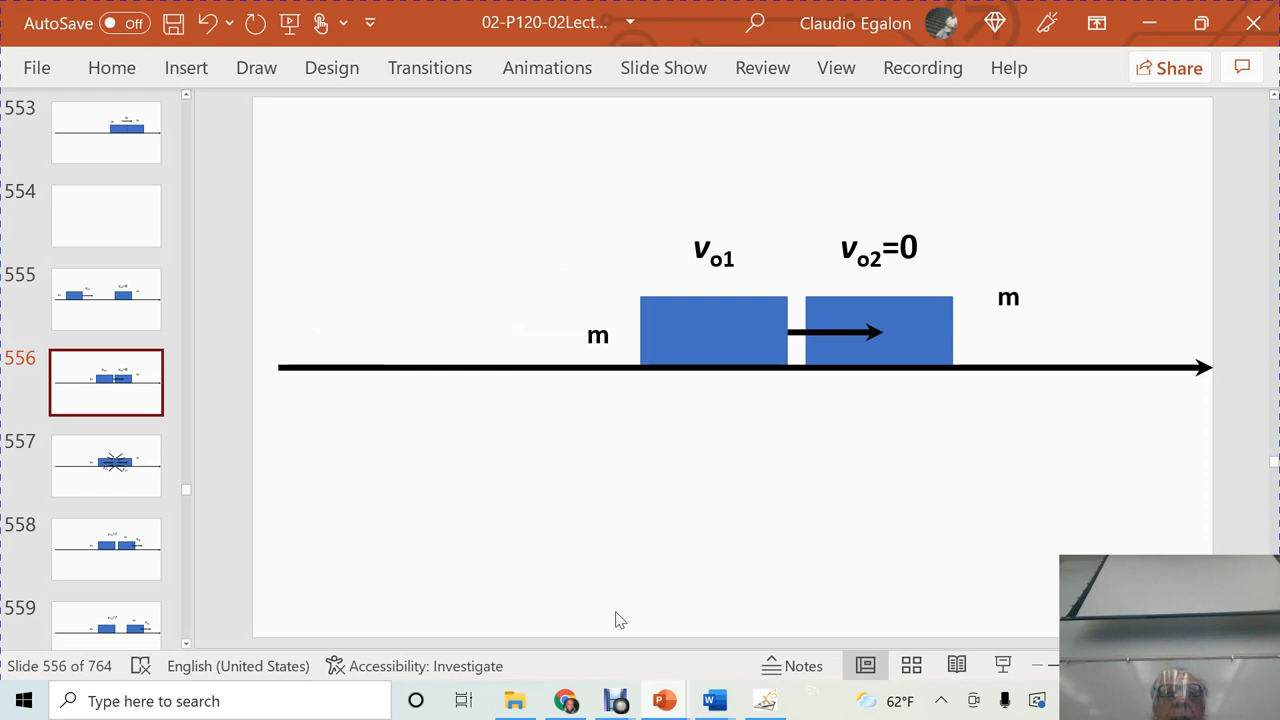 AutoSave Off 02-P120-02Lect... Claudio Egalon
File Home Insert Draw Design Transitions Animations Slide Show Review View Recording Help Share
553
554
555
556
557
558
559
vo1 vo2=0
m
m
Slide 556 of 764 English (United States) Accessibility: Investigate Notes
Type here to search 62°F